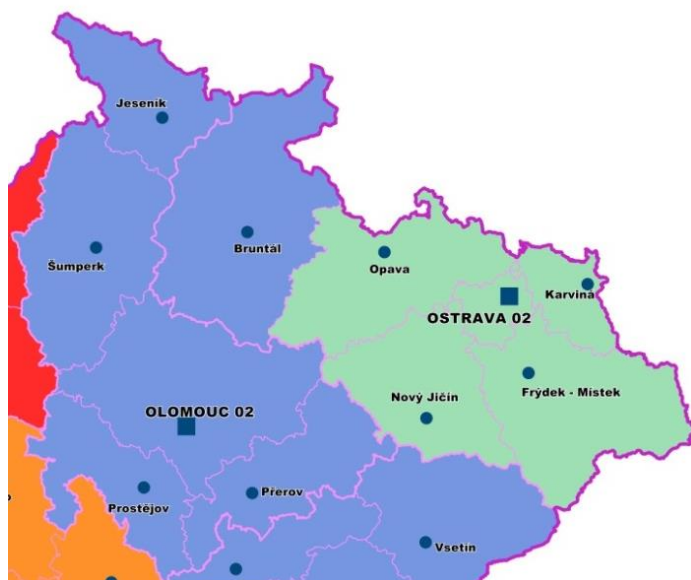 Jeseník
Bruntál
Šumperk
Opava
Karviná
OSTRAVA 02
Frýdek - Místek
Nový Jičín
OLOMOUC 02
Přerov
Prostějov
Vsetín